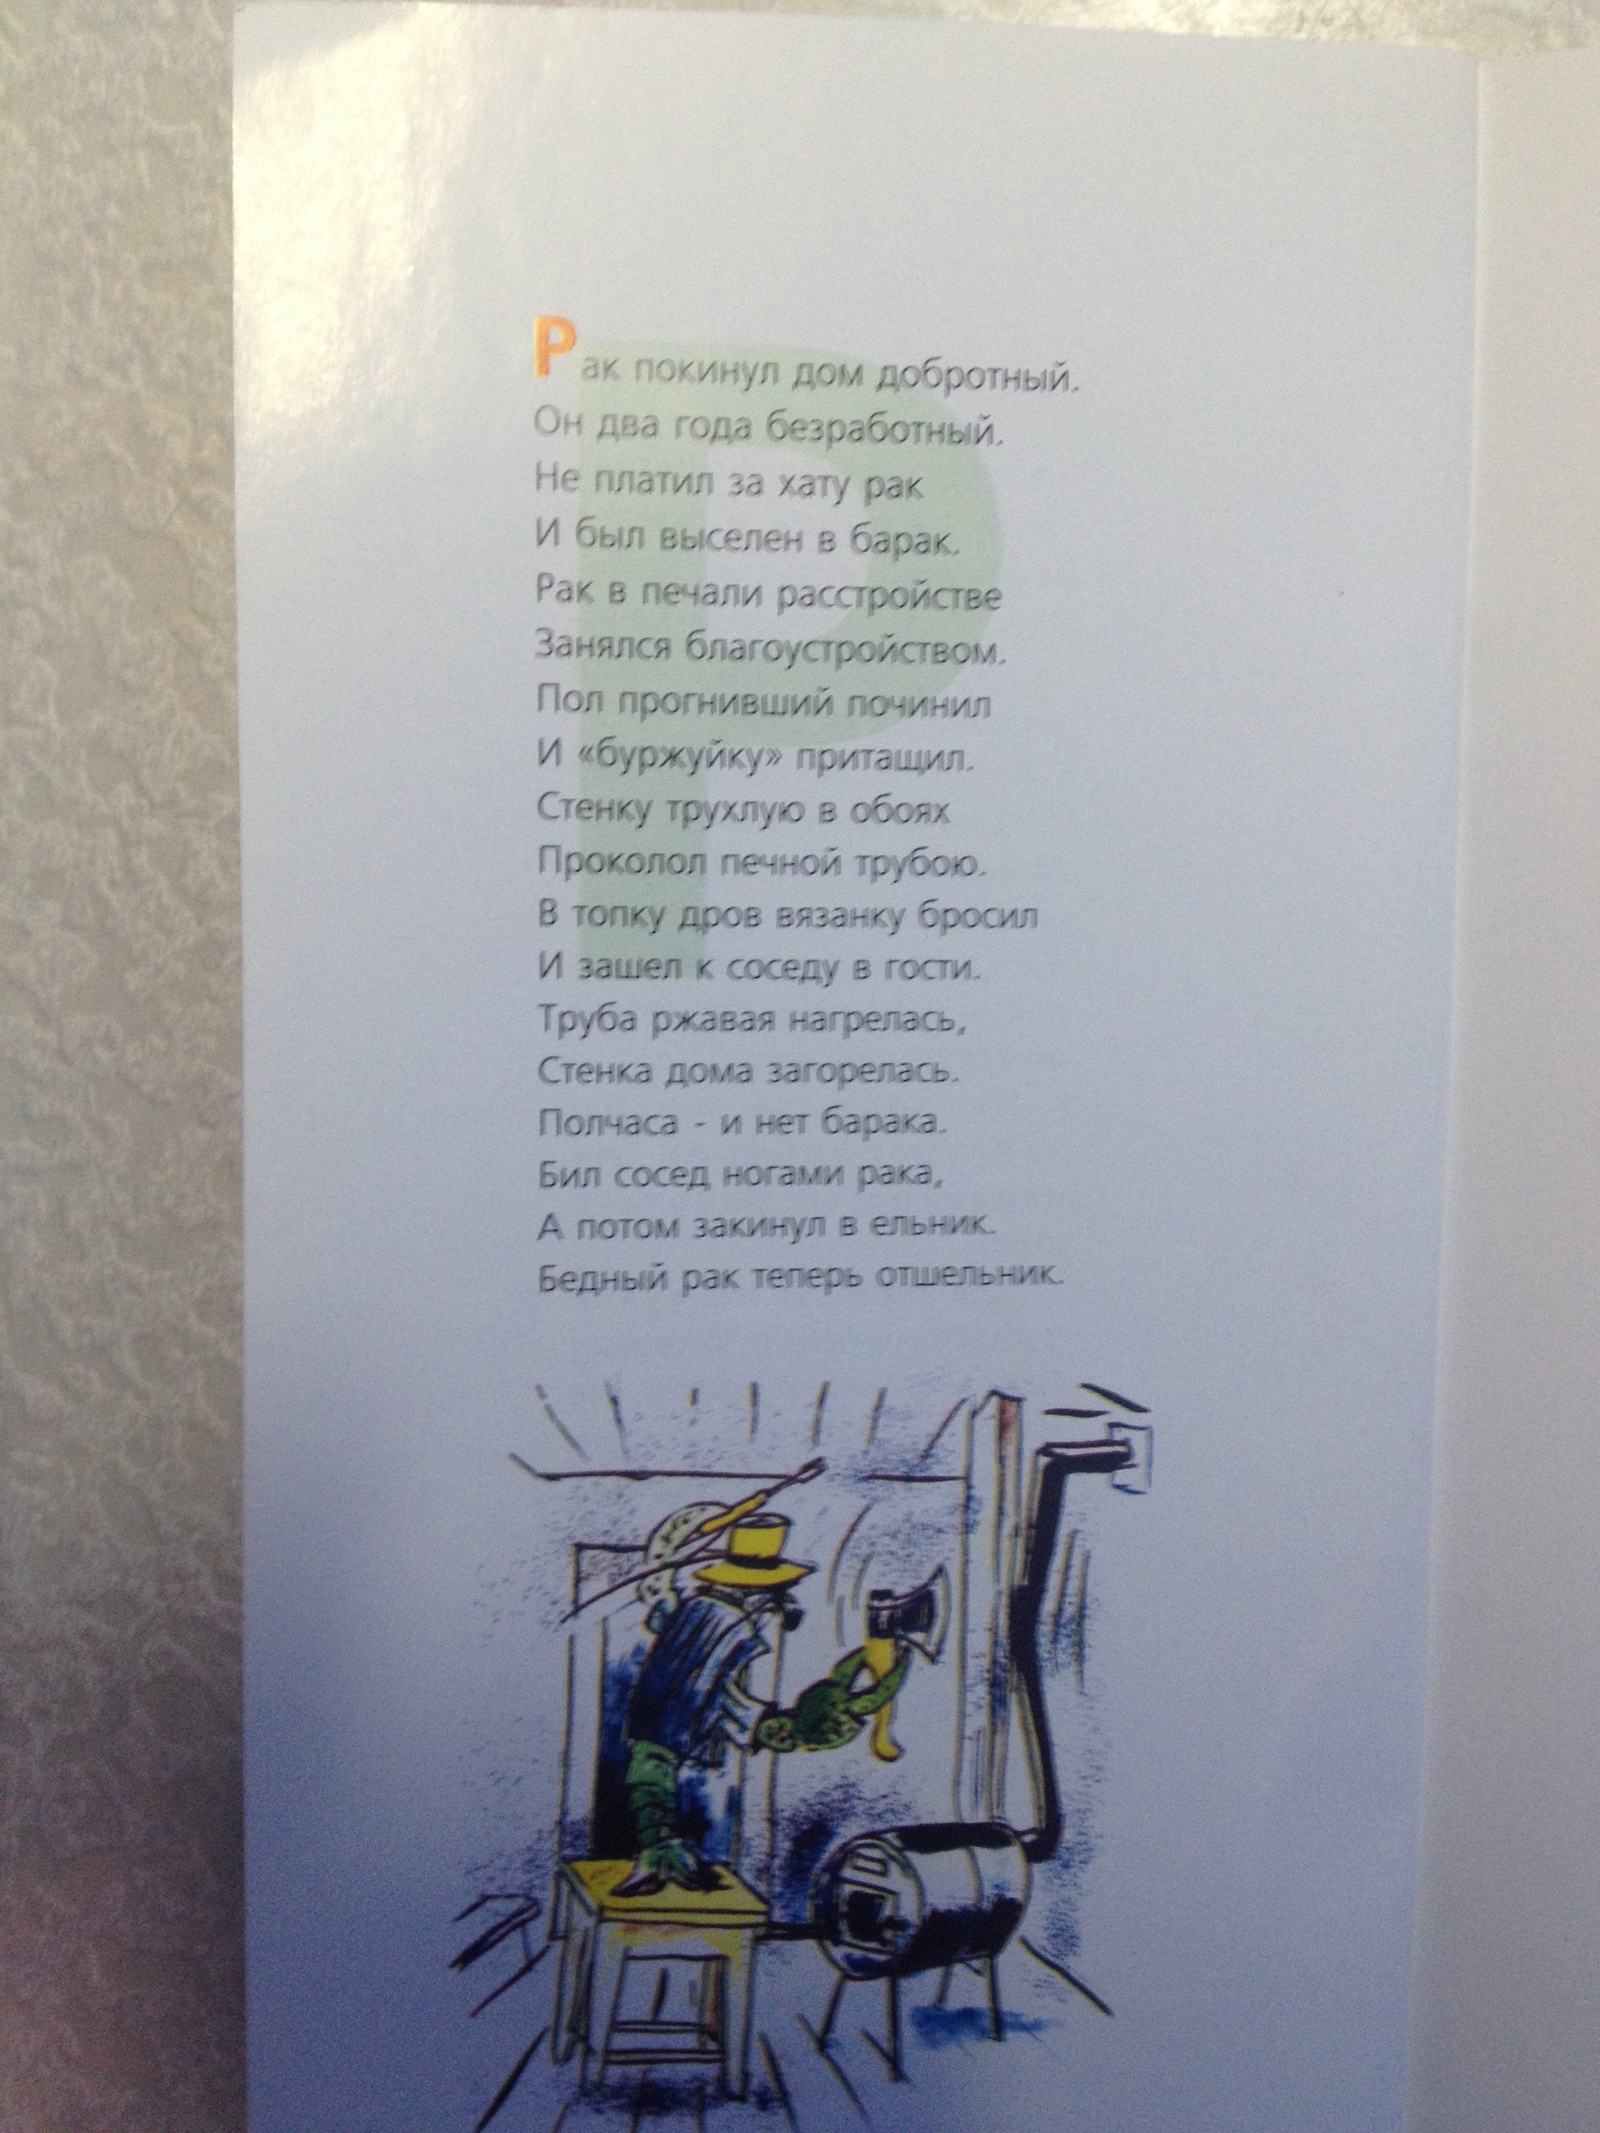 Рак покинул дом добротный.
Он два года безработный.
Не платил за хату рак
И был выселен в барак.
Рак в печали расстройстве
Занялся благоустройством.
Пол прогнивший починил
И «буржуйку» притащил.
Стенку трухлую в обоях
Проколол печной трубою.
В топку дров вязанку бросил
И зашел к соседу в гости.
Труба ржавая нагрелась,
Стенка дома загорелась.
Полчаса - и нет барака.
Бил сосед ногами рака,
А потом закинул в ельник.
Бедный рак теперь отшельник.